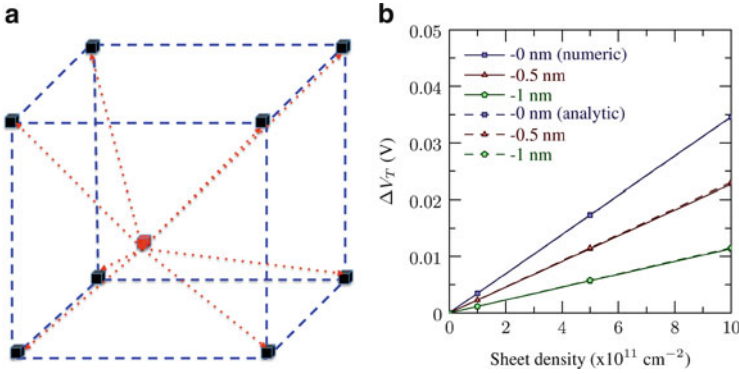 a
b
0.05
0.04
0.03
0.02
0.01
0
ΔV_T (V)
-0 nm (numeric)
-0.5 nm
-1 nm
-0 nm (analytic)
-0.5 nm
-1 nm
0 2 4 6 8 10
Sheet density (x10^11 cm^−2)